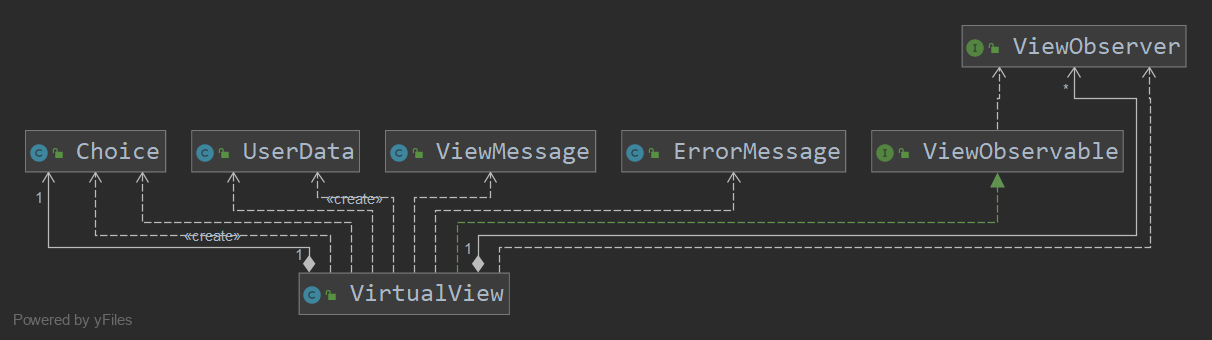 I ViewObserver
*
C Choice
C UserData
C ViewMessage
C ErrorMessage
I ViewObservable
1
«create»
«create»
1
1
C VirtualView
Powered by yFiles